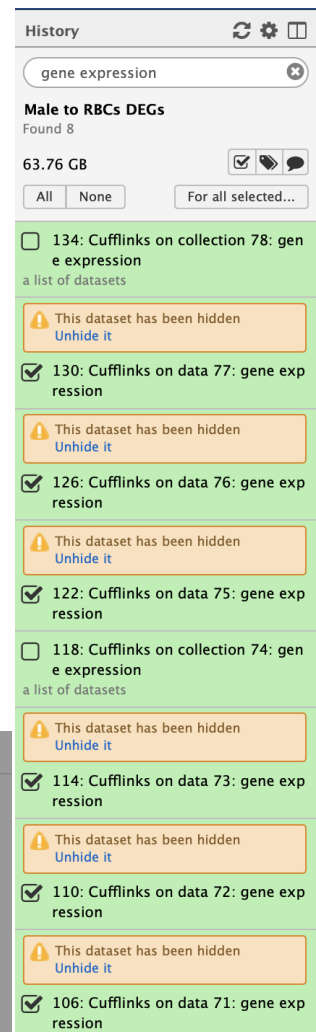 History
gene expression
Male to RBCs DEGs
Found 8
63.76 GB
All None For all selected...
134: Cufflinks on collection 78: gen
e expression
a list of datasets
This dataset has been hidden
Unhide it
130: Cufflinks on data 77: gene exp
ression
This dataset has been hidden
Unhide it
126: Cufflinks on data 76: gene exp
ression
This dataset has been hidden
Unhide it
122: Cufflinks on data 75: gene exp
ression
118: Cufflinks on collection 74: gen
e expression
a list of datasets
This dataset has been hidden
Unhide it
114: Cufflinks on data 73: gene exp
ression
This dataset has been hidden
Unhide it
110: Cufflinks on data 72: gene exp
ression
This dataset has been hidden
Unhide it
106: Cufflinks on data 71: gene exp
ression